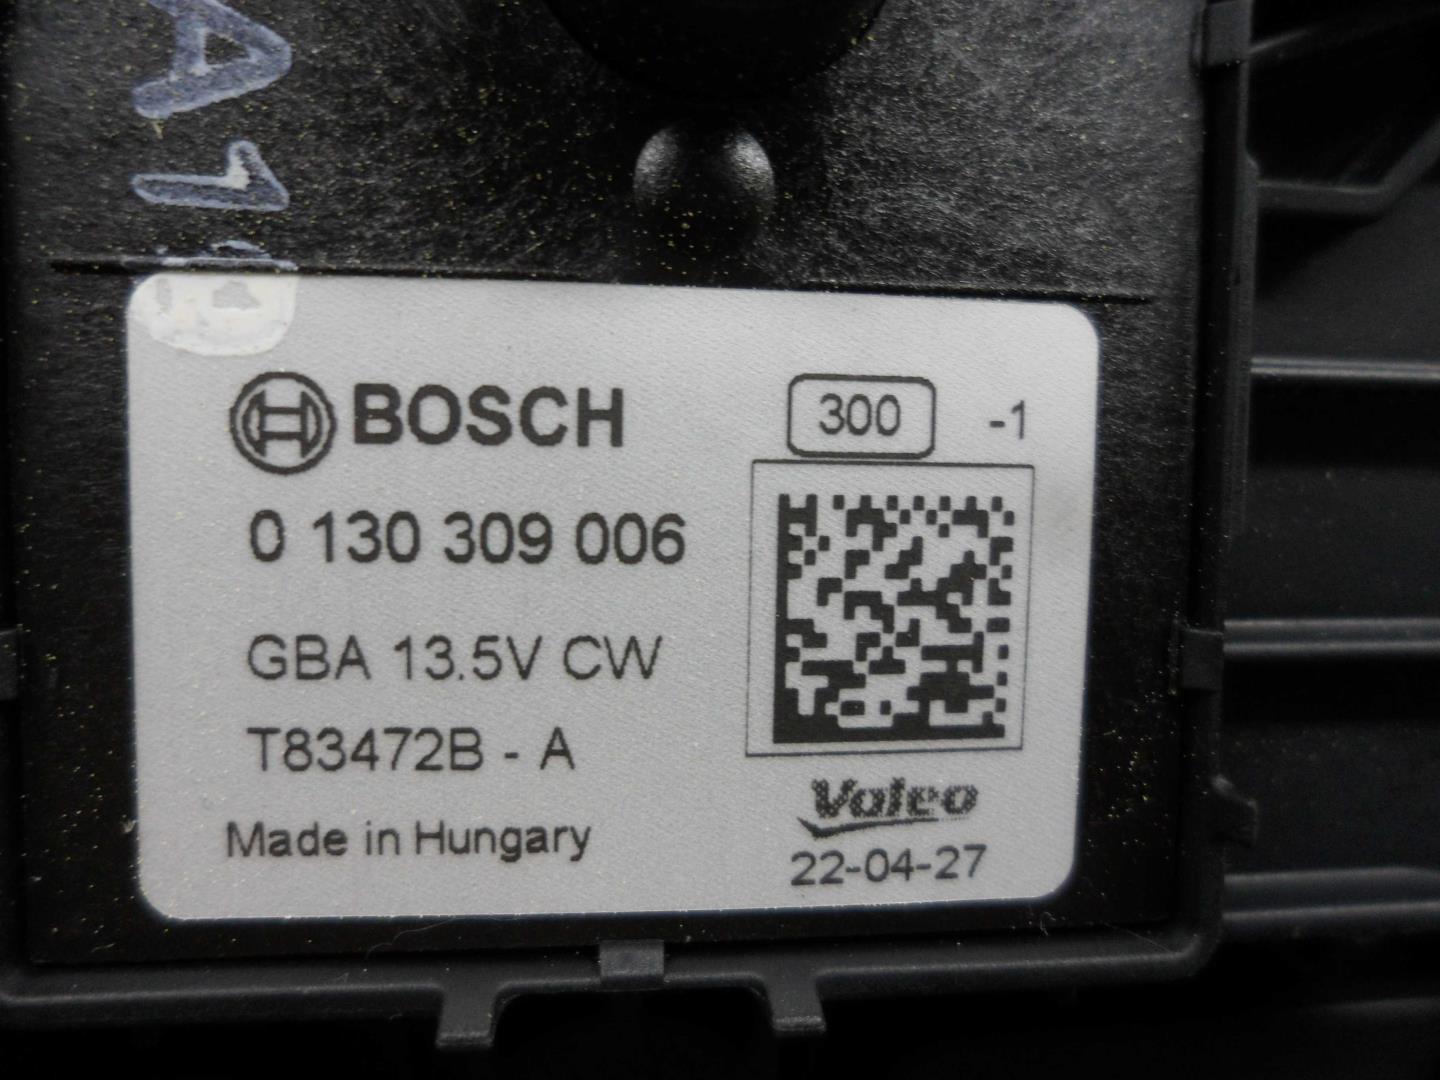 A1
BOSCH
300 -1
0 130 309 006
GBA 13.5V CW
T83472B - A
Made in Hungary
Valeo
22-04-27